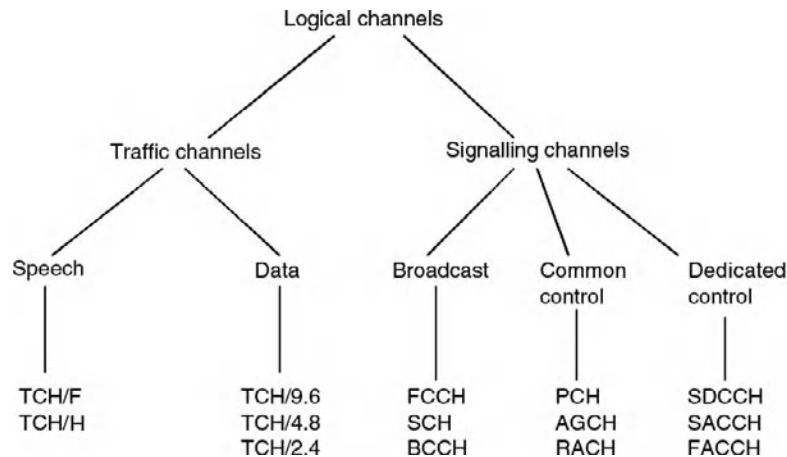 Logical channels
Traffic channels
Signalling channels
Speech
Data
Broadcast
Common
control
Dedicated
control
TCH/F
TCH/H
TCH/9.6
TCH/4.8
TCH/2.4
FCCH
SCH
BCCH
PCH
AGCH
RACH
SDCCH
SACCH
FACCH